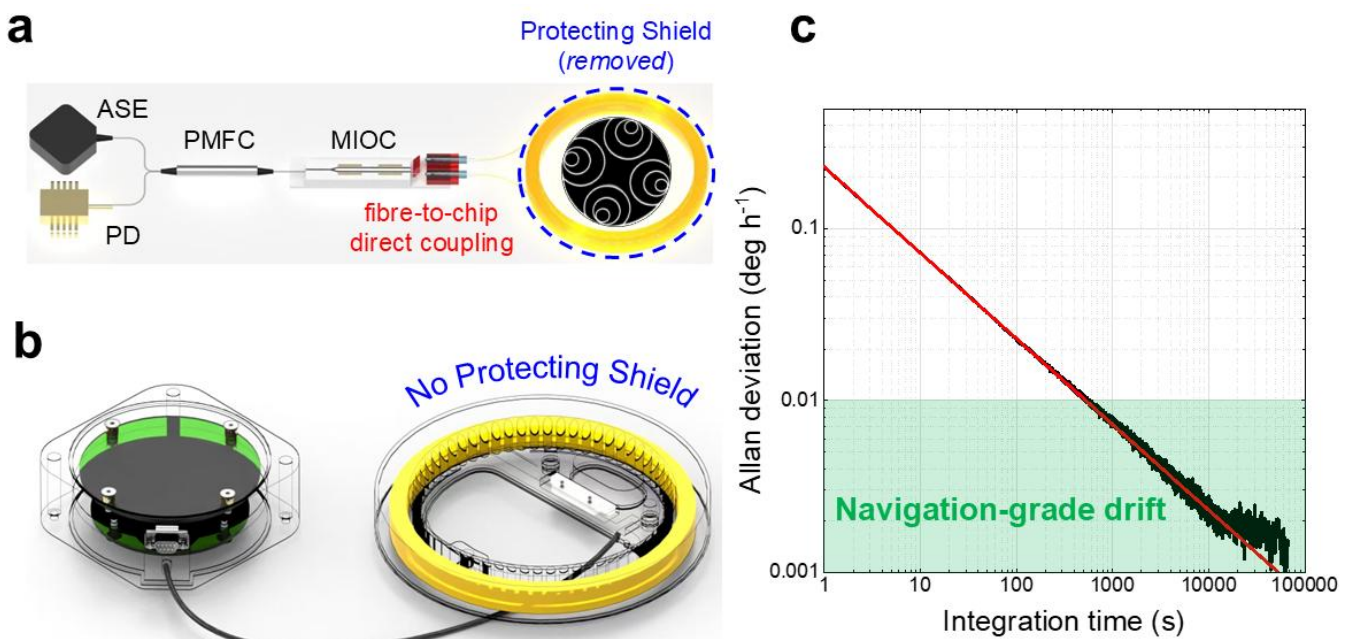 a
Protecting Shield
(removed)
ASE
PMFC
MIOC
PD
fibre-to-chip
direct coupling
b
No Protecting Shield
c
Allan deviation (deg h⁻¹)
0.1
0.01
0.001
Navigation-grade drift
1
10
100
1000
10000
100000
Integration time (s)